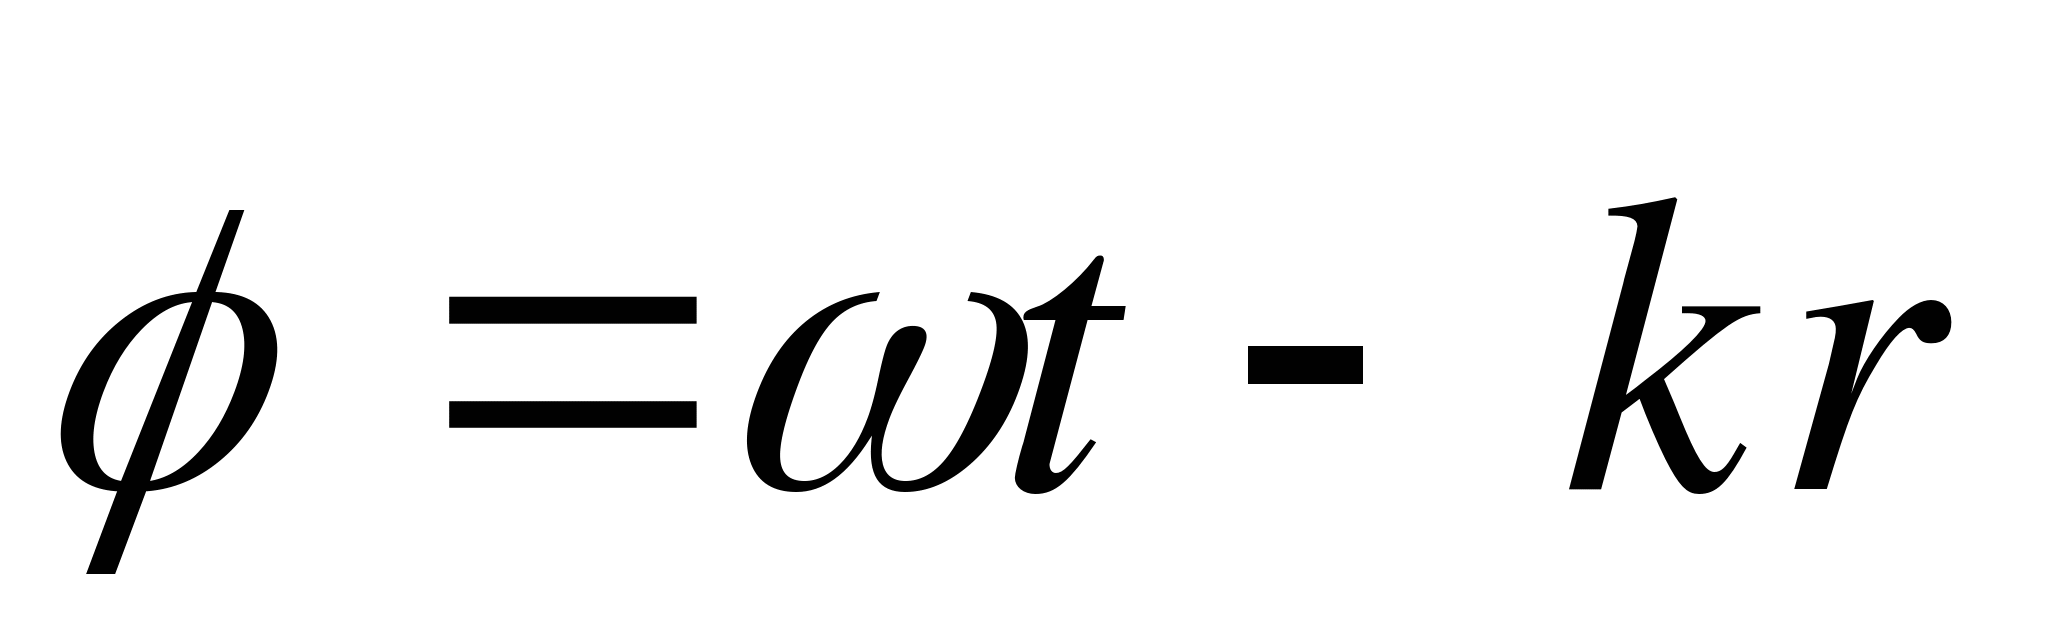 ϕ = ωt - kr